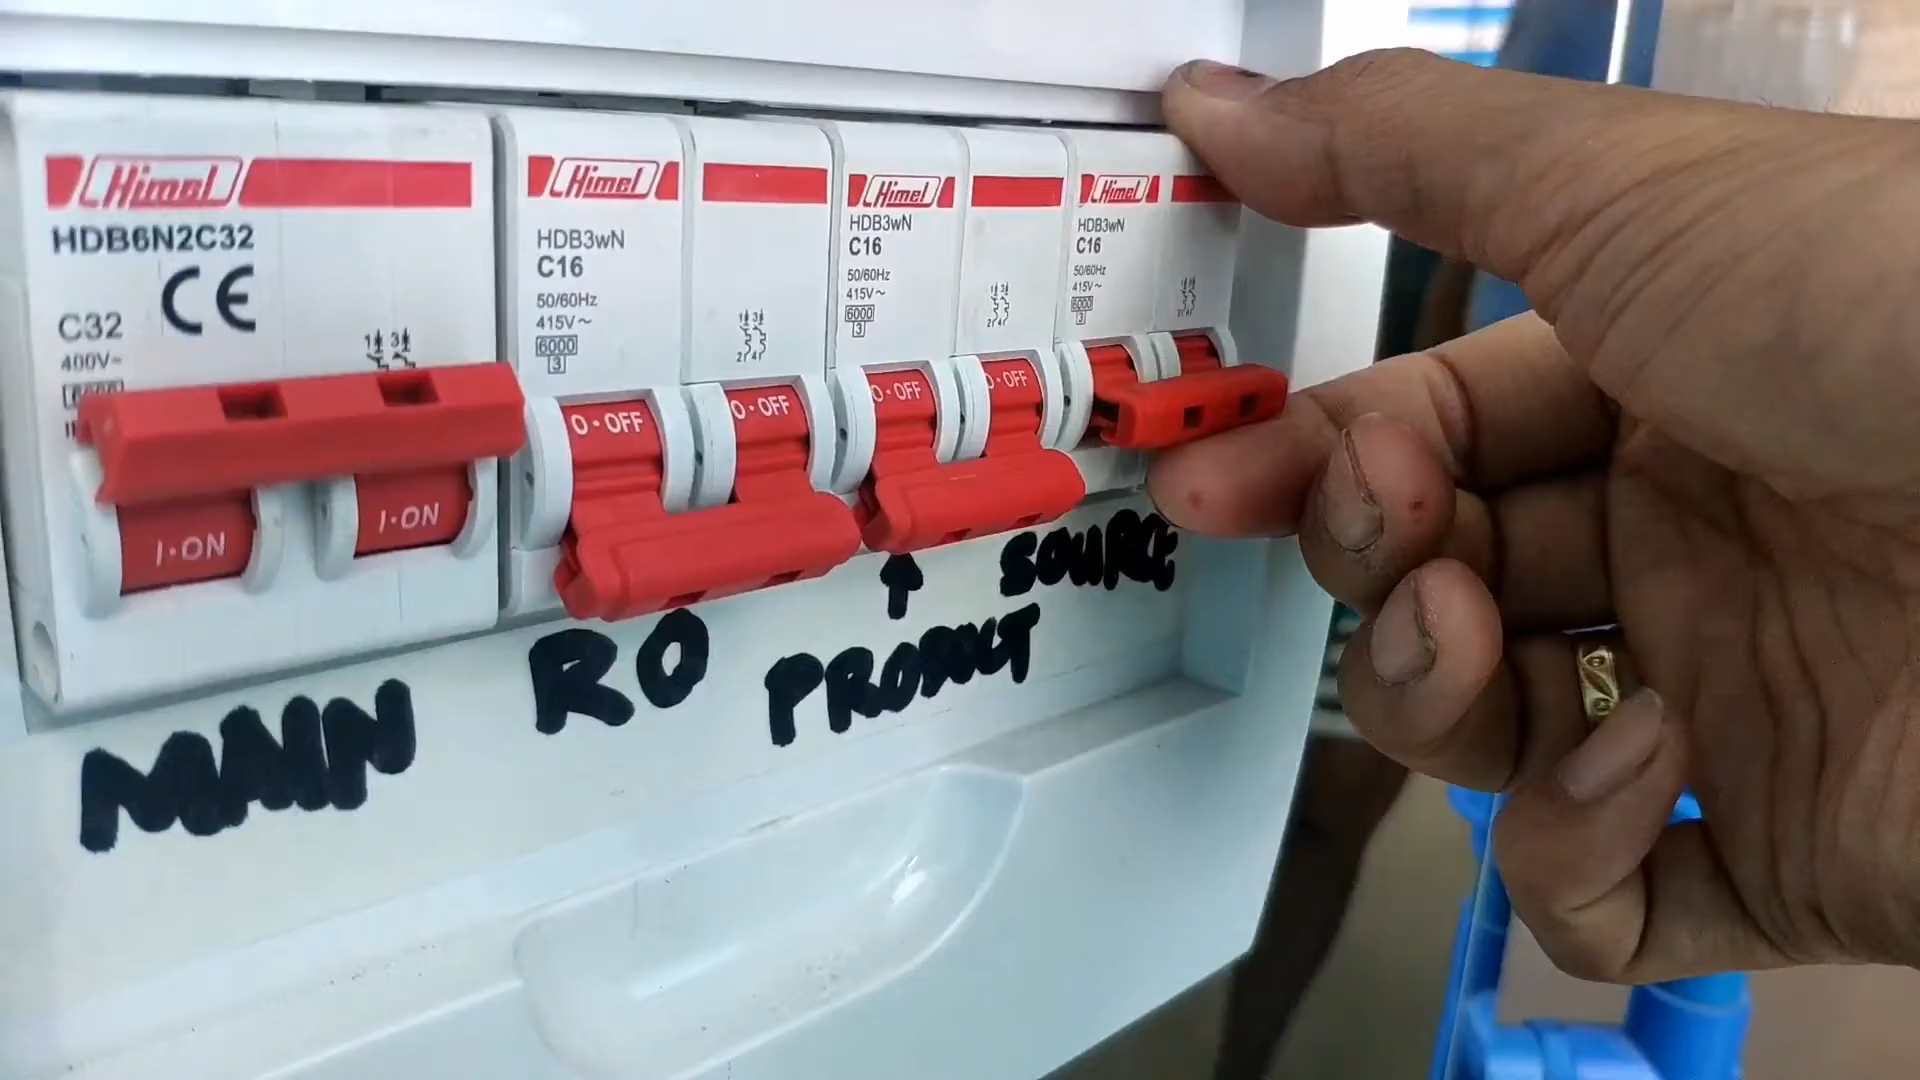 Himel
HDB6N2C32
CE
C32
400V~
I·ON
I·ON
Himel
HDB3wN
C16
50/60Hz
415V~
6000
3
O·OFF
O·OFF
Himel
HDB3wN
C16
50/60Hz
415V~
6000
3
O·OFF
O·OFF
Himel
HDB3wN
C16
50/60Hz
415V~
6000
3
MAIN
RO
PRODUCT
SOURCE